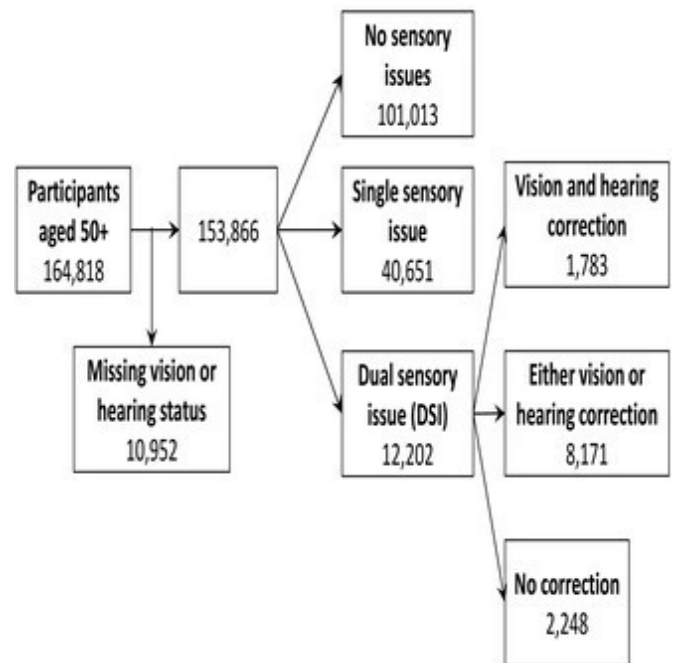 No sensory
issues
101,013
Participants
aged 50+
164,818
153,866
Single sensory
issue
40,651
Vision and hearing
correction
1,783
Missing vision or
hearing status
10,952
Dual sensory
issue (DSI)
12,202
Either vision or
hearing correction
8,171
No correction
2,248